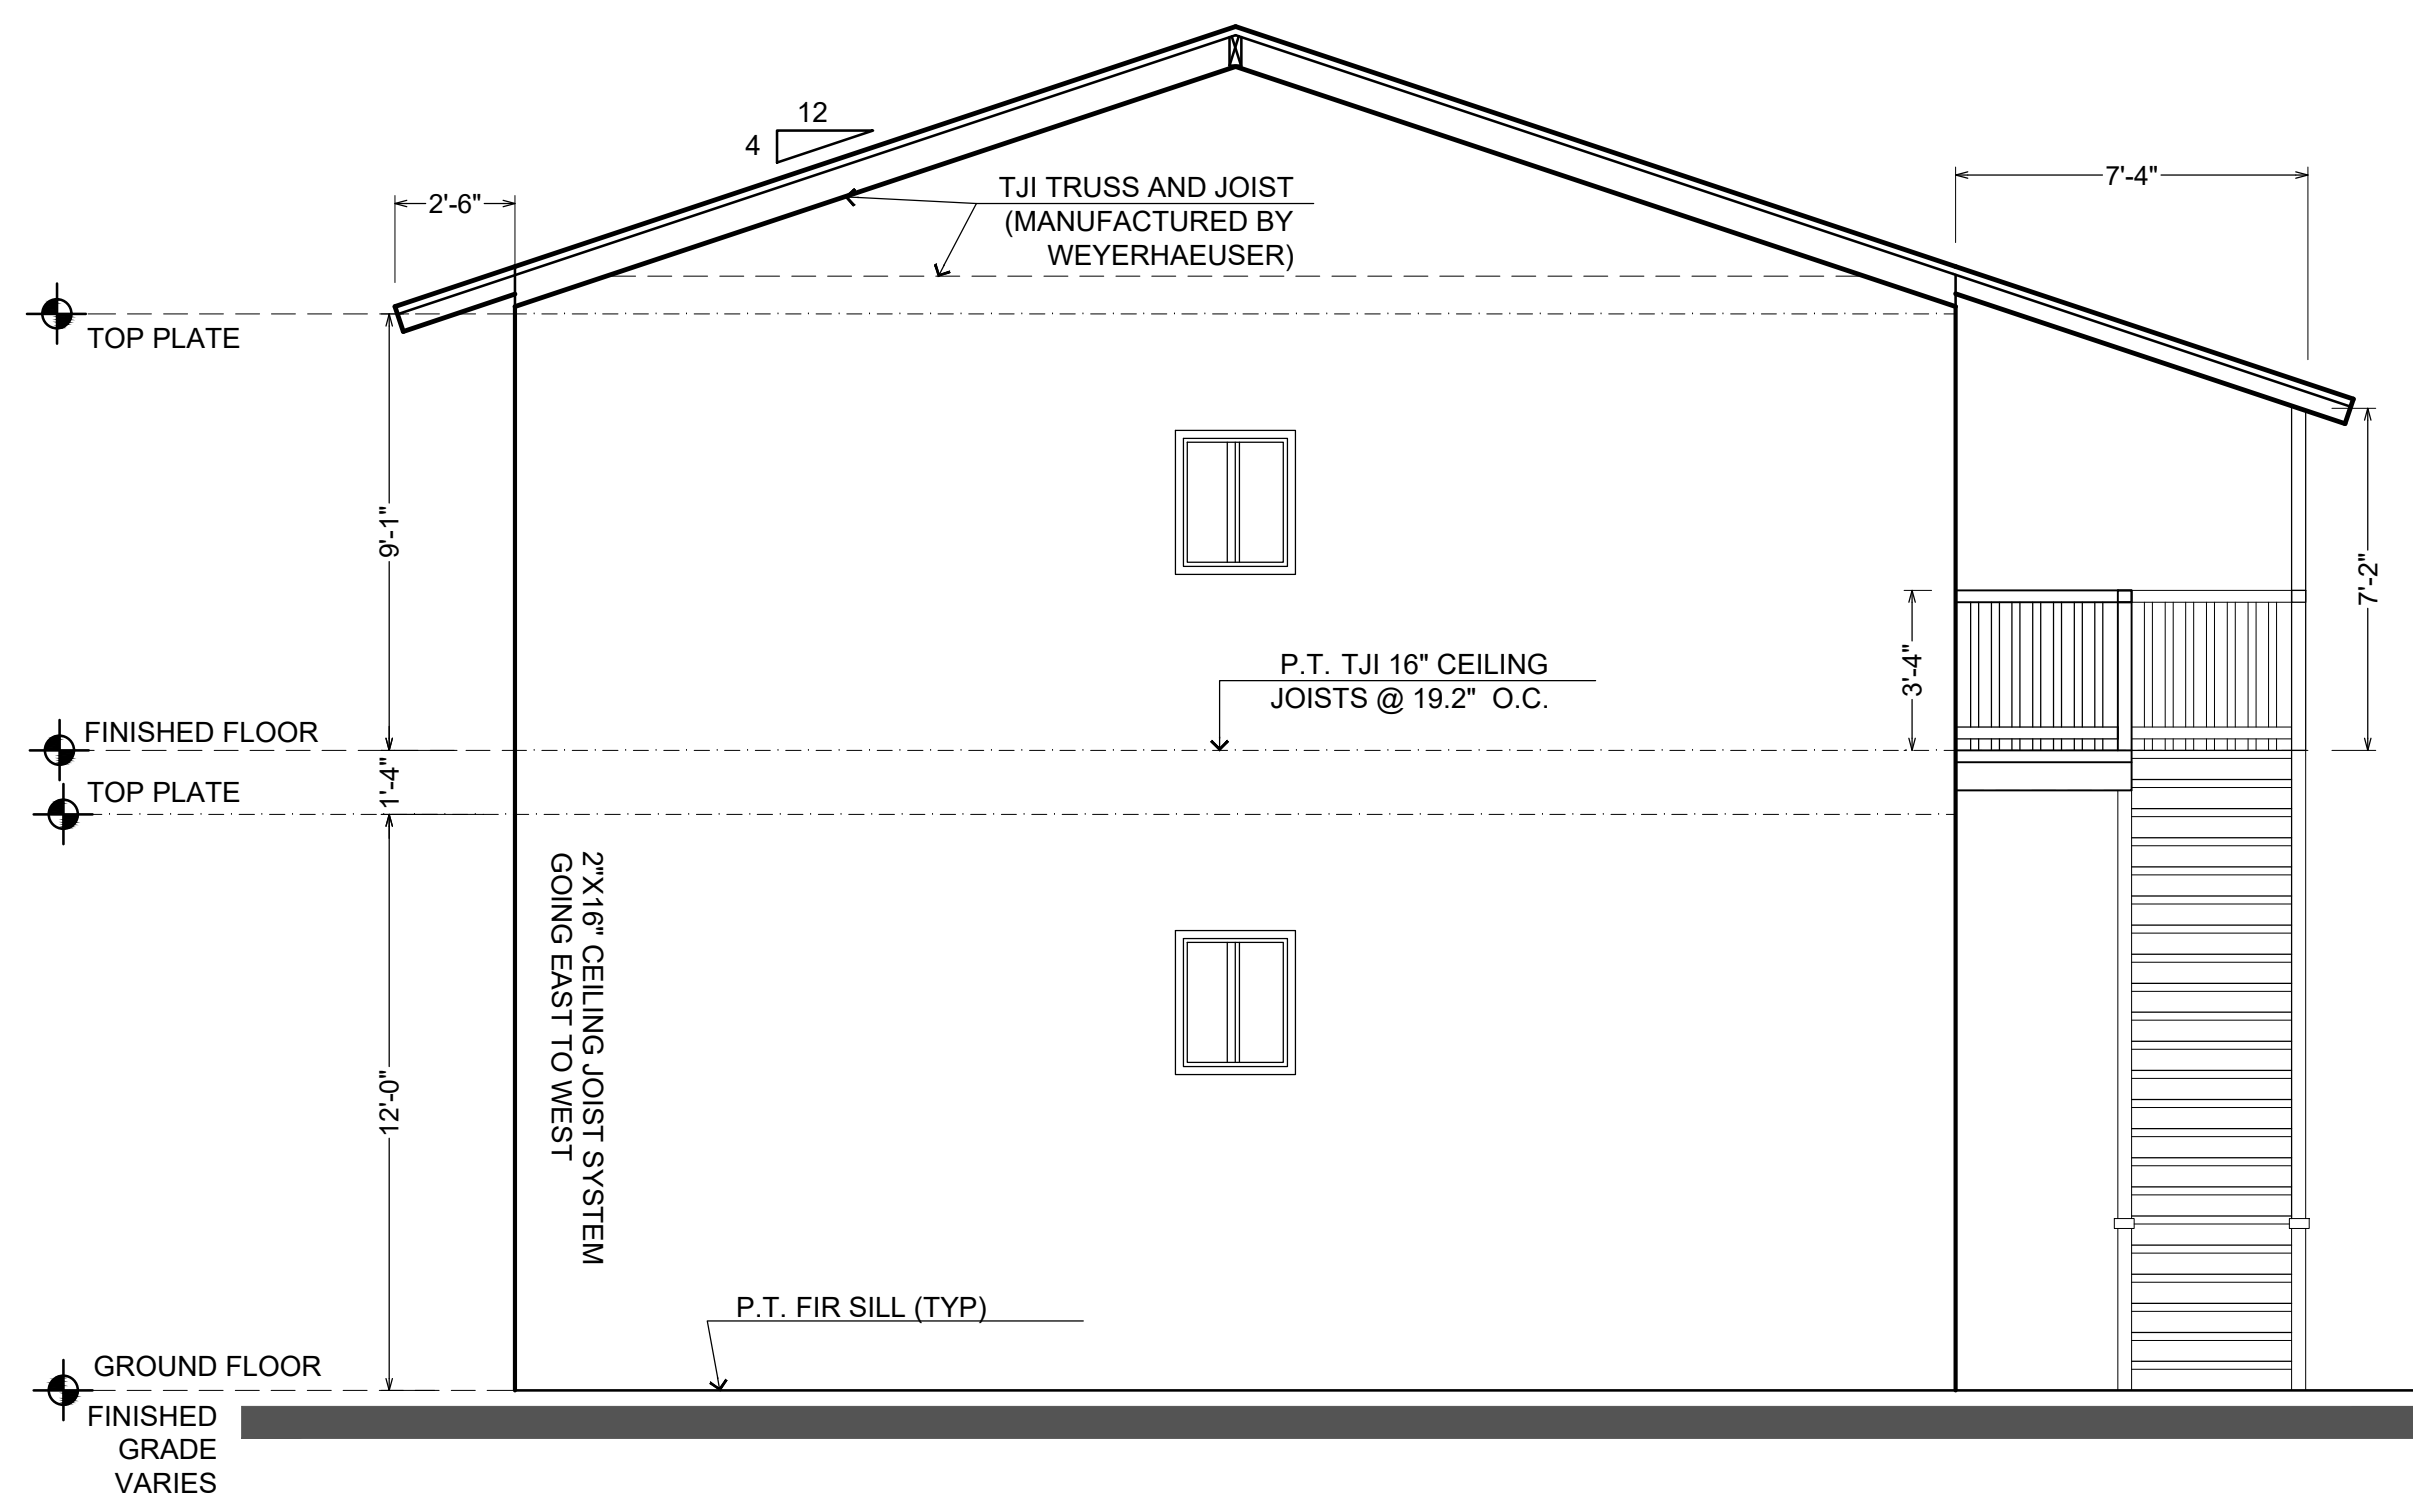 12
4
2'-6"
7'-4"
TJI TRUSS AND JOIST
(MANUFACTURED BY
WEYERHAEUSER)
TOP PLATE
9'-1"
7'-2"
3'-4"
P.T. TJI 16" CEILING
JOISTS @ 19.2" O.C.
FINISHED FLOOR
1'-4"
TOP PLATE
2"X16" CEILING JOIST SYSTEM
GOING EAST TO WEST
12'-0"
P.T. FIR SILL (TYP)
GROUND FLOOR
FINISHED
GRADE
VARIES